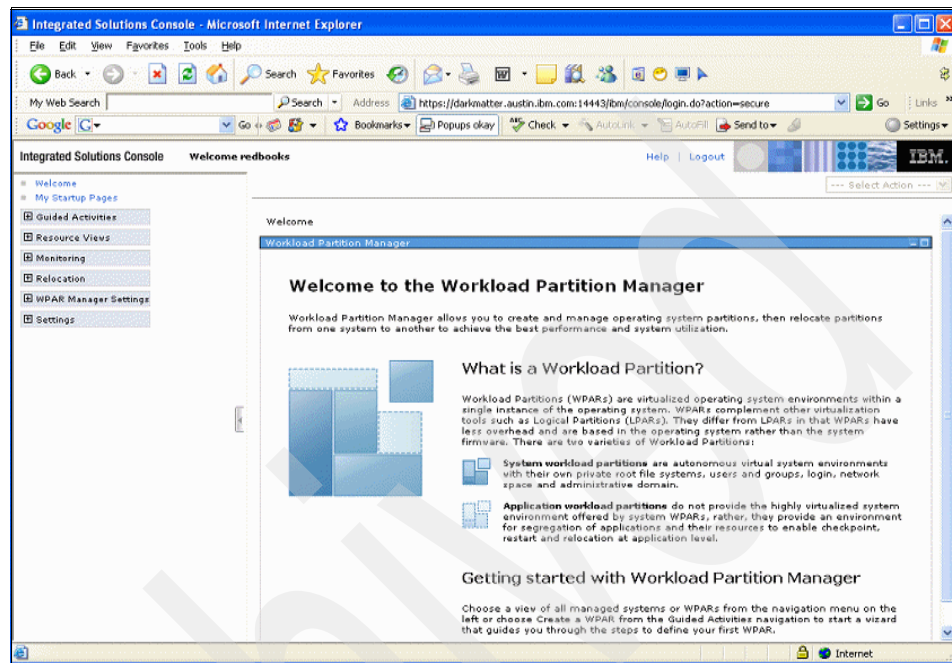 Integrated Solutions Console - Microsoft Internet Explorer
File Edit View Favorites Tools Help
Back Search Favorites
My Web Search Search Address https://darkmatter.austin.ibm.com:14443/ibm/console/login.do?action=secure Go Links »
Google G Go Bookmarks Popups okay Check AutoLink AutoFill Send to Settings
Integrated Solutions Console Welcome redbooks Help | Logout IBM.
Welcome
My Startup Pages
--- Select Action ---
Guided Activities
Resource Views
Monitoring
Relocation
WPAR Manager Settings
Settings
Welcome
Workload Partition Manager
Welcome to the Workload Partition Manager
Workload Partition Manager allows you to create and manage operating system partitions, then relocate partitions
from one system to another to achieve the best performance and system utilization.
What is a Workload Partition?
Workload Partitions (WPARs) are virtualized operating system environments within a
single instance of the operating system. WPARs complement other virtualization
tools such as Logical Partitions (LPARs). They differ from LPARs in that WPARs have
less overhead and are based in the operating system rather than the system
firmware. There are two varieties of Workload Partitions:
System workload partitions are autonomous virtual system environments
with their own private root file systems, users and groups, login, network
space and administrative domain.
Application workload partitions do not provide the highly virtualized system
environment offered by system WPARs, rather, they provide an environment
for segregation of applications and their resources to enable checkpoint,
restart and relocation at application level.
Getting started with Workload Partition Manager
Choose a view of all managed systems or WPARs from the navigation menu on the
left or choose Create a WPAR from the Guided Activities navigation to start a wizard
that guides you through the steps to define your first WPAR.
Internet